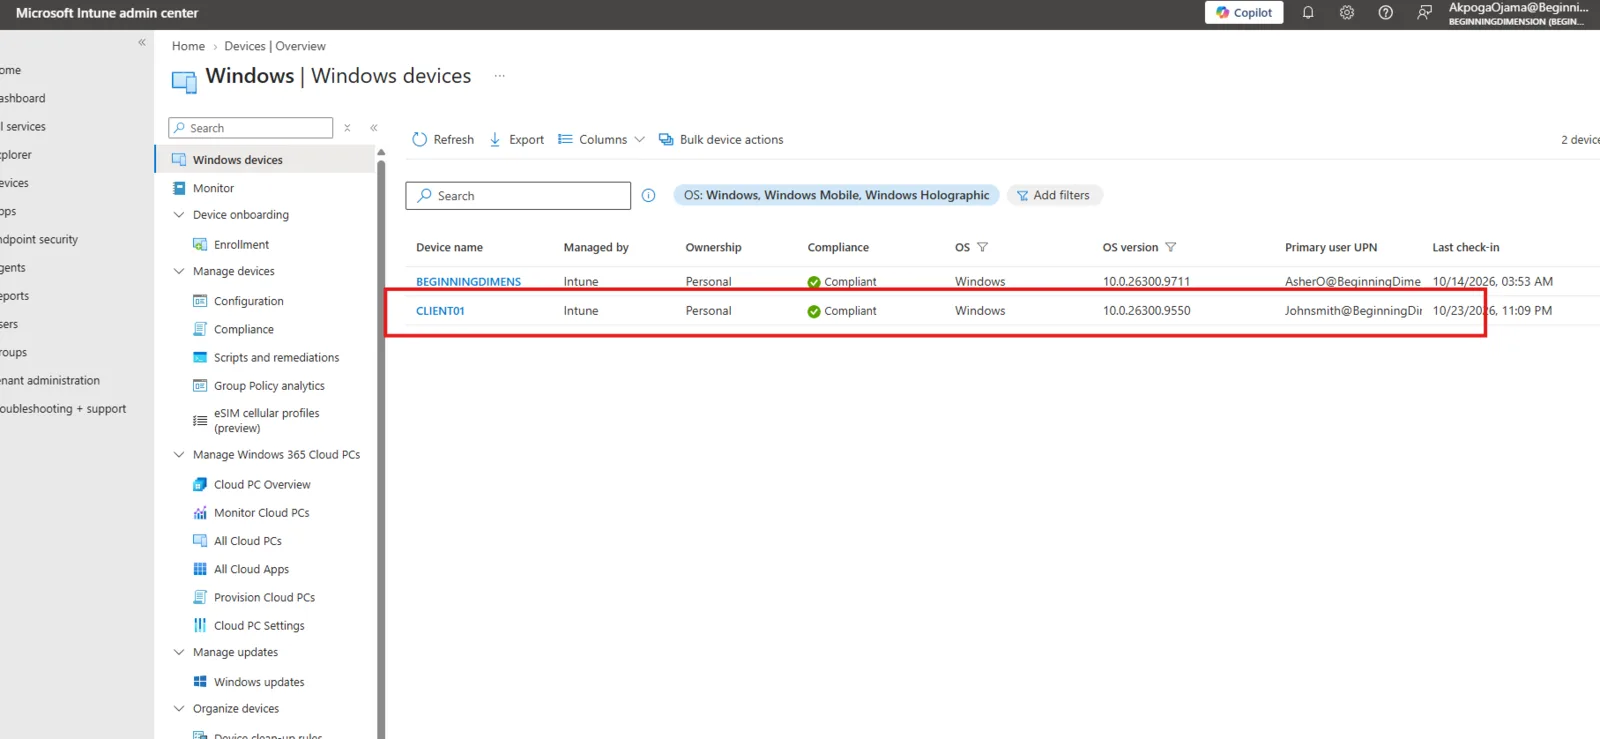 Microsoft Intune admin center
Copilot
AkpogaOjama@Beginni...
BEGINNINGDIMENSION (BEGIN...
Home > Devices | Overview
Windows | Windows devices ...
ome
ashboard
l services
xplorer
evices
pps
ndpoint security
gents
eports
sers
roups
enant administration
oubleshooting + support
Search
Windows devices
Monitor
Device onboarding
Enrollment
Manage devices
Configuration
Compliance
Scripts and remediations
Group Policy analytics
eSIM cellular profiles
(preview)
Manage Windows 365 Cloud PCs
Cloud PC Overview
Monitor Cloud PCs
All Cloud PCs
All Cloud Apps
Provision Cloud PCs
Cloud PC Settings
Manage updates
Windows updates
Organize devices
Device clean-up rules
Refresh Export Columns Bulk device actions
2 device
Search OS: Windows, Windows Mobile, Windows Holographic Add filters
Device name Managed by Ownership Compliance OS OS version Primary user UPN Last check-in
BEGINNINGDIMENS Intune Personal Compliant Windows 10.0.26300.9711 AsherO@BeginningDime 10/14/2026, 03:53 AM
CLIENT01 Intune Personal Compliant Windows 10.0.26300.9550 Johnsmith@BeginningDir 10/23/2026, 11:09 PM